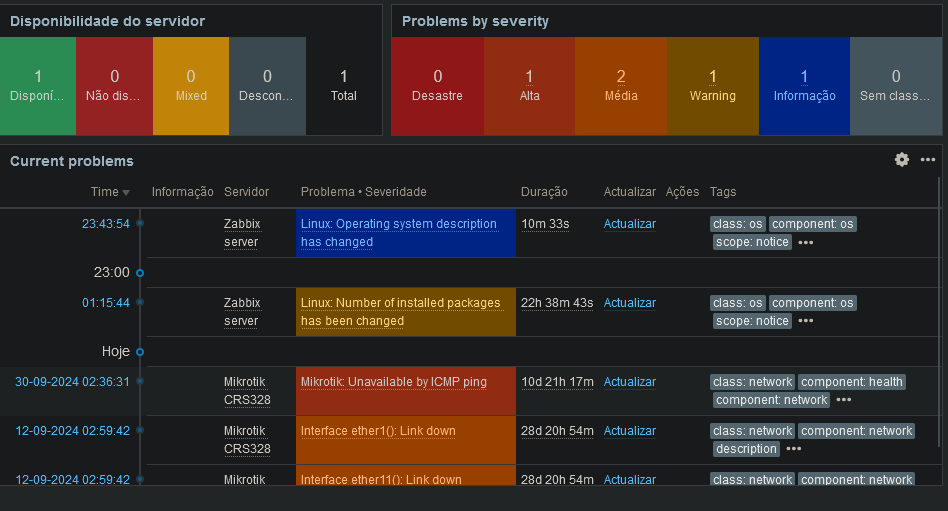 Disponibilidade do servidor
1 0 0 0 1
Disponí... Não dis... Mixed Descon... Total
Problems by severity
0 1 2 1 1 0
Desastre Alta Média Warning Informação Sem class...
Current problems
Time Informação Servidor Problema • Severidade Duração Actualizar Ações Tags
23:43:54 Zabbix Linux: Operating system description 10m 33s Actualizar class: os component: os
server has changed scope: notice •••
23:00
01:15:44 Zabbix Linux: Number of installed packages 22h 38m 43s Actualizar class: os component: os
server has been changed scope: notice •••
Hoje
30-09-2024 02:36:31 Mikrotik Mikrotik: Unavailable by ICMP ping 10d 21h 17m Actualizar class: network component: health
CRS328 component: network •••
12-09-2024 02:59:42 Mikrotik Interface ether1(): Link down 28d 20h 54m Actualizar class: network component: network
CRS328 description •••
12-09-2024 02:59:42 Mikrotik Interface ether11(): Link down 28d 20h 54m Actualizar class: network component: network